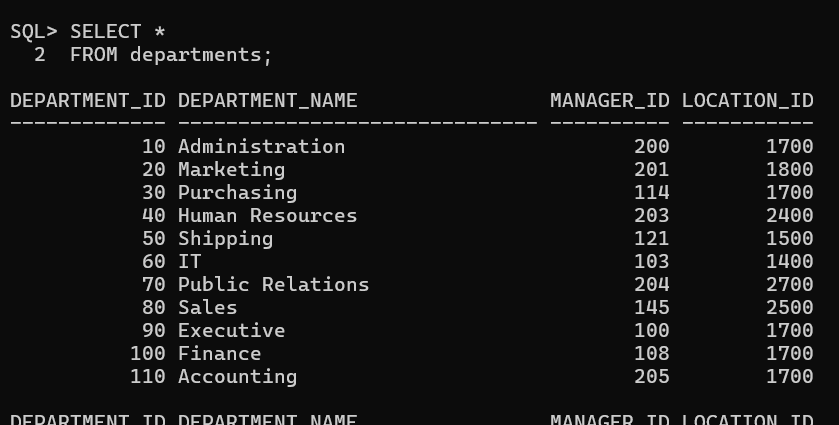 SQL> SELECT *
  2  FROM departments;
DEPARTMENT_ID DEPARTMENT_NAME                MANAGER_ID LOCATION_ID
------------- ------------------------------ ---------- -----------
           10 Administration                        200        1700
           20 Marketing                             201        1800
           30 Purchasing                            114        1700
           40 Human Resources                       203        2400
           50 Shipping                              121        1500
           60 IT                                    103        1400
           70 Public Relations                      204        2700
           80 Sales                                 145        2500
           90 Executive                             100        1700
          100 Finance                               108        1700
          110 Accounting                            205        1700
DEPARTMENT_ID DEPARTMENT_NAME                MANAGER_ID LOCATION_ID